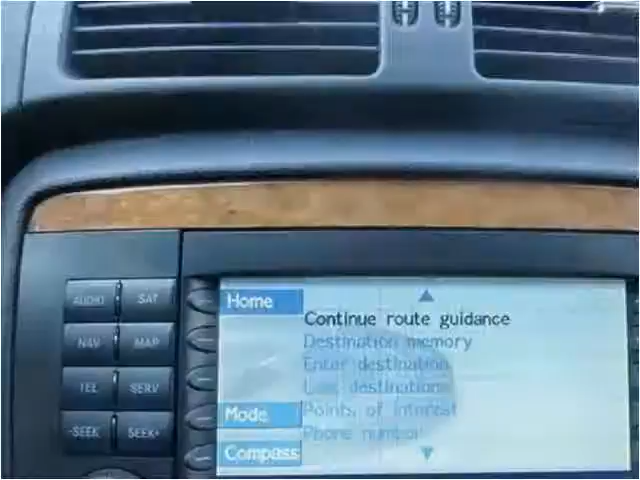 AUDIO SAT
NAV MAP
TEL SERV
-SEEK SEEK+
Home
Continue route guidance
Destination memory
Enter destination
Last destinations
Mode
Points of interest
Phone number
Compass